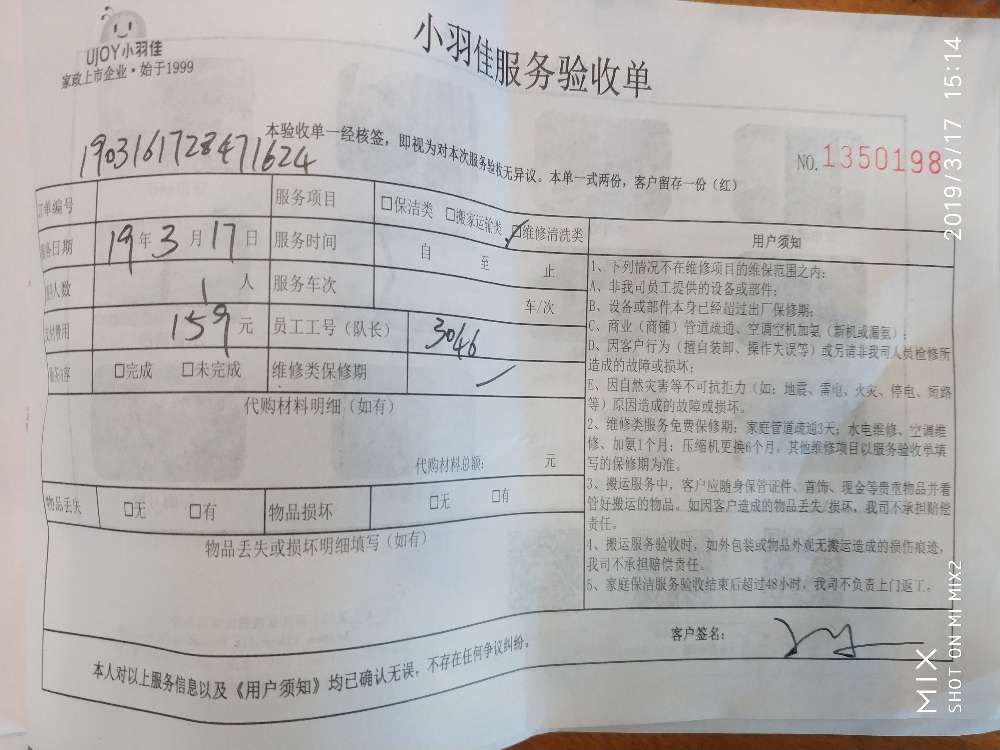 UJOY小羽佳
家政上市企业·始于1999
小羽佳服务验收单
本验收单一经核签，即视为对本次服务验收无异议。本单一式两份，客户留存一份（红）
NO.1350198
1903161728471624
订单编号 服务项目 □保洁类 □搬家运输类 ☑维修清洗类
服务日期 19年3月17日 服务时间 自 至 止
人数 1人 服务车次 车/次
费用 159元 员工工号（队长） 3046
□完成 □未完成 维修类保修期
代购材料明细（如有）
代购材料总额： 元
物品丢失 □无 □有 物品损坏 □无 □有
物品丢失或损坏明细填写（如有）
用户须知
1、下列情况不在维修项目的维保范围之内：
A、非我司员工提供的设备或部件；
B、设备或部件本身已经超过出厂保修期；
C、商业（商铺）管道疏通、空调空机加氨（新机或漏氨）；
D、因客户行为（擅自装卸、操作失误等）或另请非我司人员检修所
造成的故障或损坏；
E、因自然灾害等不可抗拒力（如：地震、雷电、火灾、停电、短路
等）原因造成的故障或损坏。
2、维修类服务免费保修期：家庭管道疏通3天；水电维修、空调维
修、加氨1个月；压缩机更换6个月，其他维修项目以服务验收单填
写的保修期为准。
3、搬运服务中，客户应随身保管证件、首饰、现金等贵重物品并看
管好搬运的物品。如因客户造成的物品丢失/损坏，我司不承担赔偿
责任。
4、搬运服务验收时，如外包装或物品外观无搬运造成的损伤痕迹，
我司不承担赔偿责任。
5、家庭保洁服务验收结束后超过48小时，我司不负责上门返工。
客户签名：
本人对以上服务信息以及《用户须知》均已确认无误，不存在任何争议纠纷。
2019/3/17 15:14
MIX
SHOT ON MI MIX2